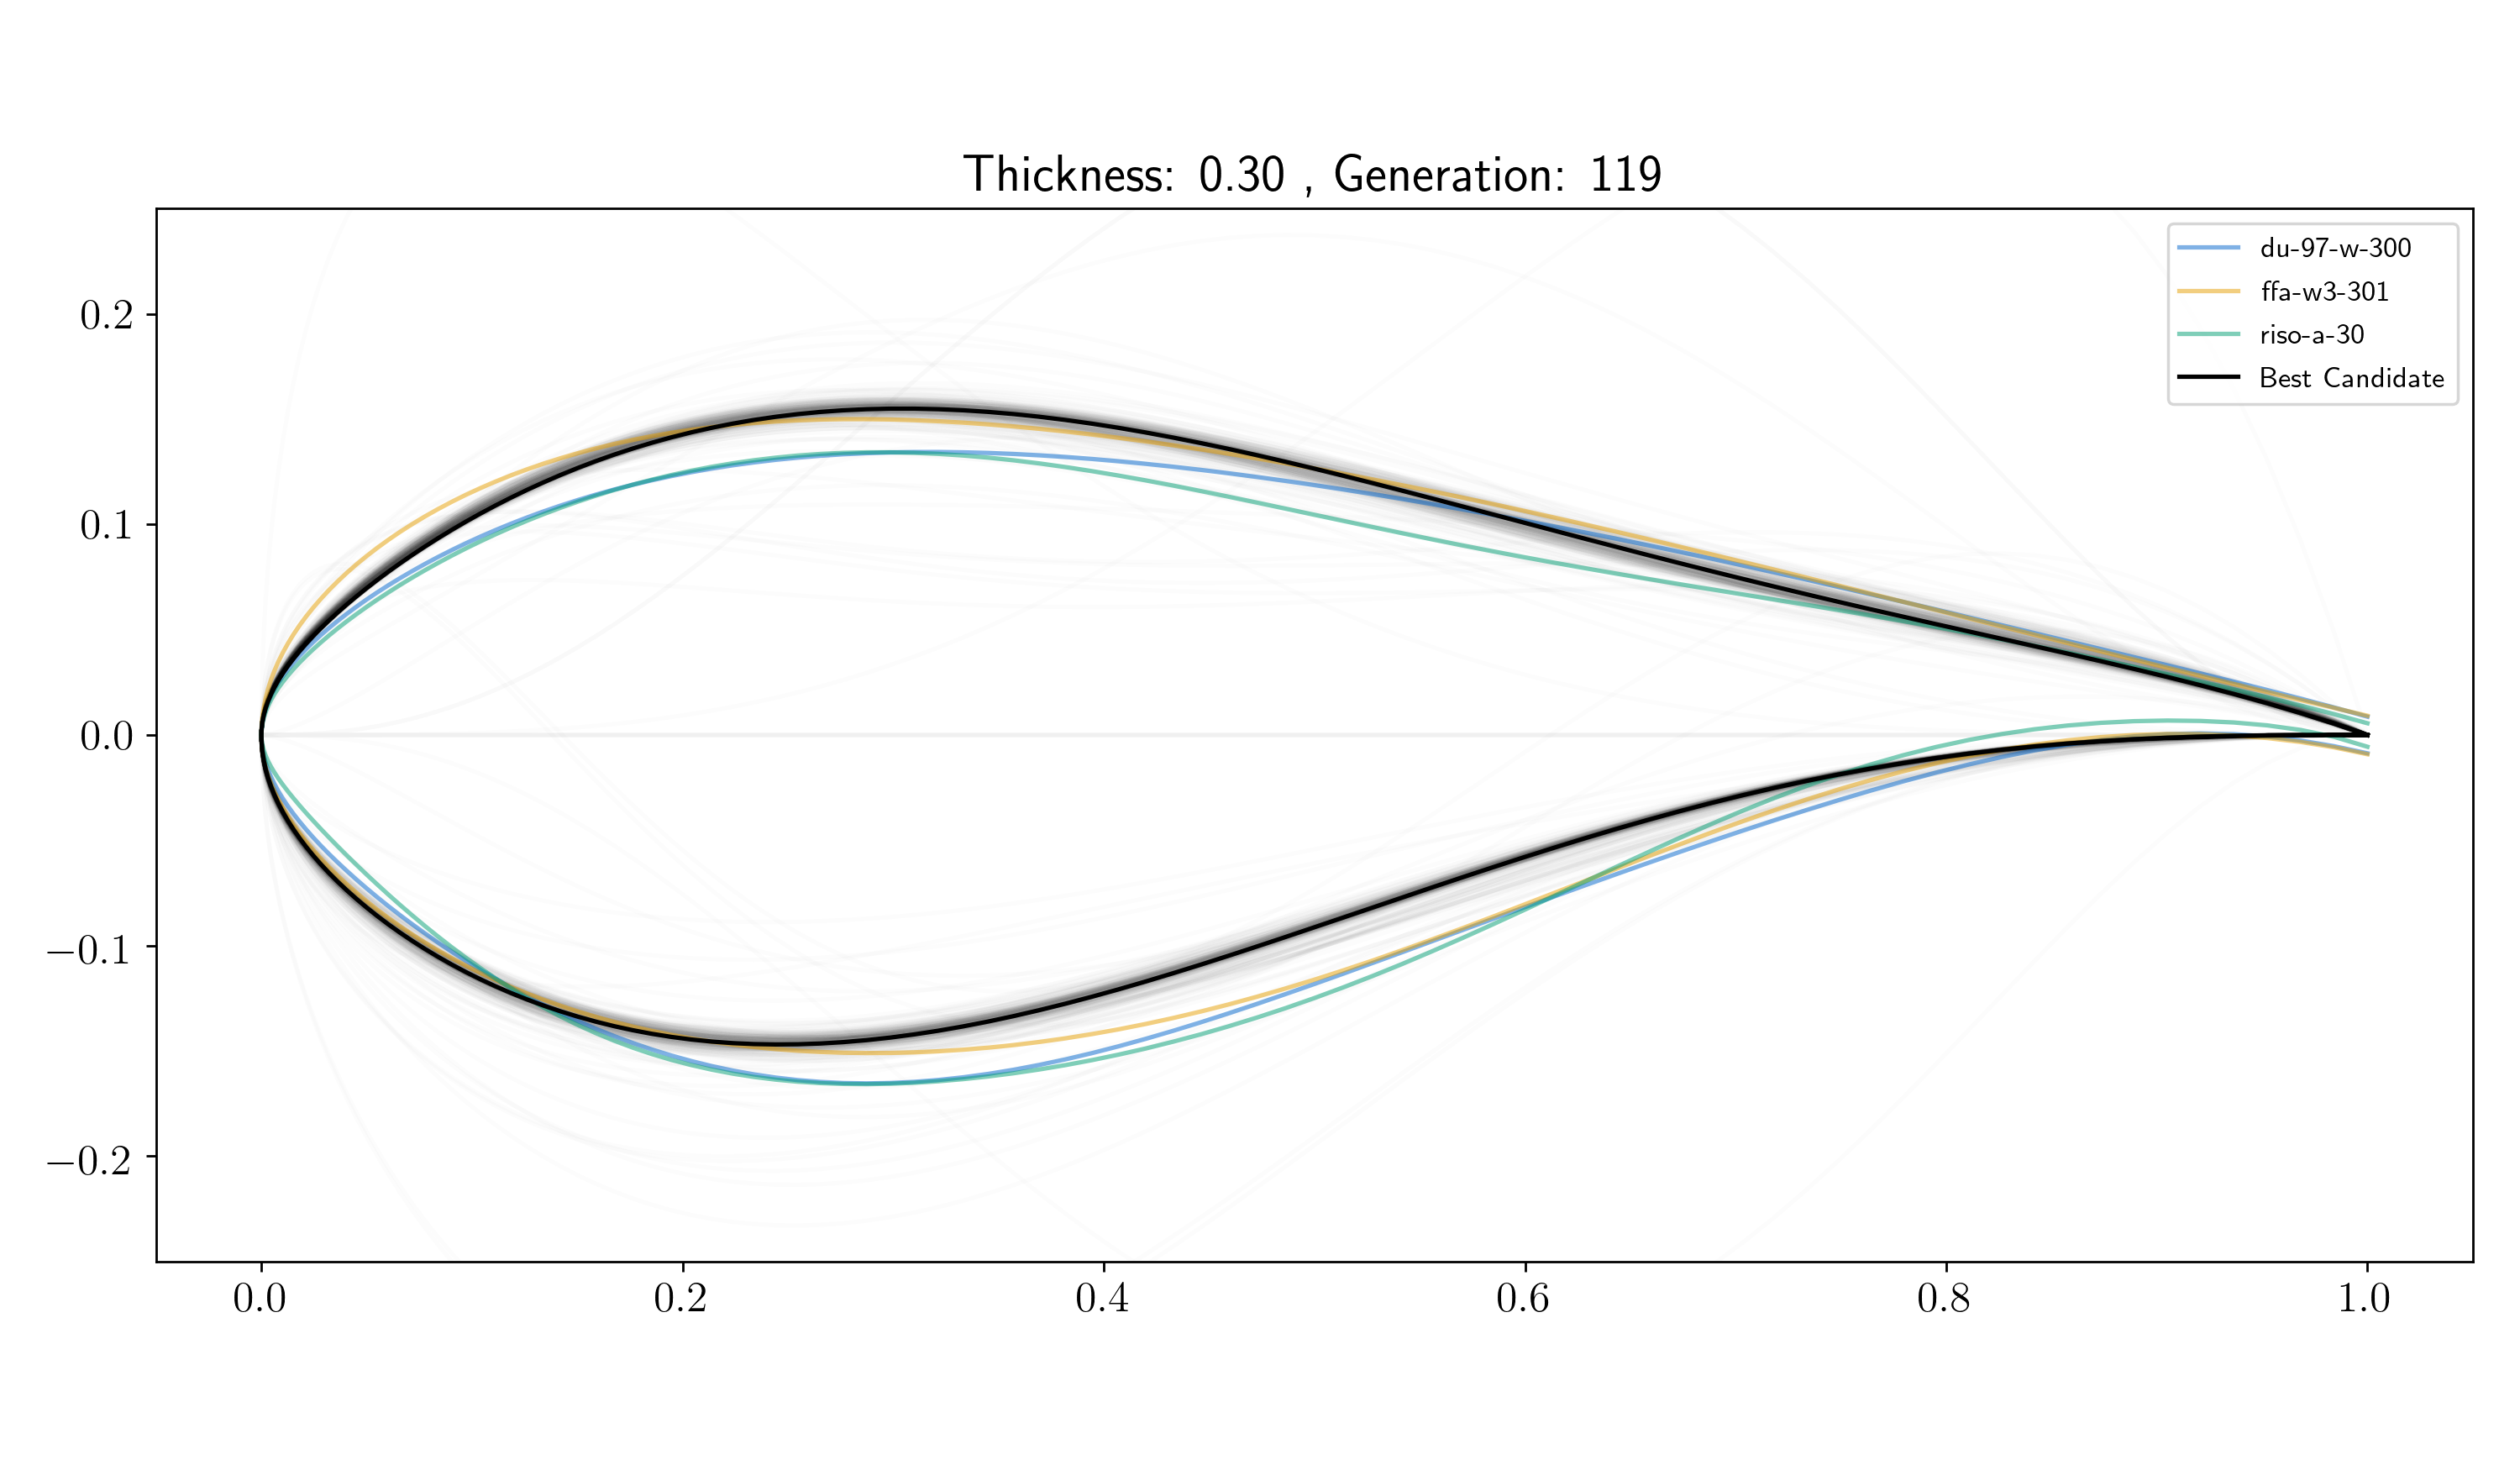 Thickness: 0.30 , Generation: 119
du-97-w-300
ffa-w3-301
riso-a-30
Best Candidate
0.2
0.1
0.0
−0.1
−0.2
0.0 0.2 0.4 0.6 0.8 1.0